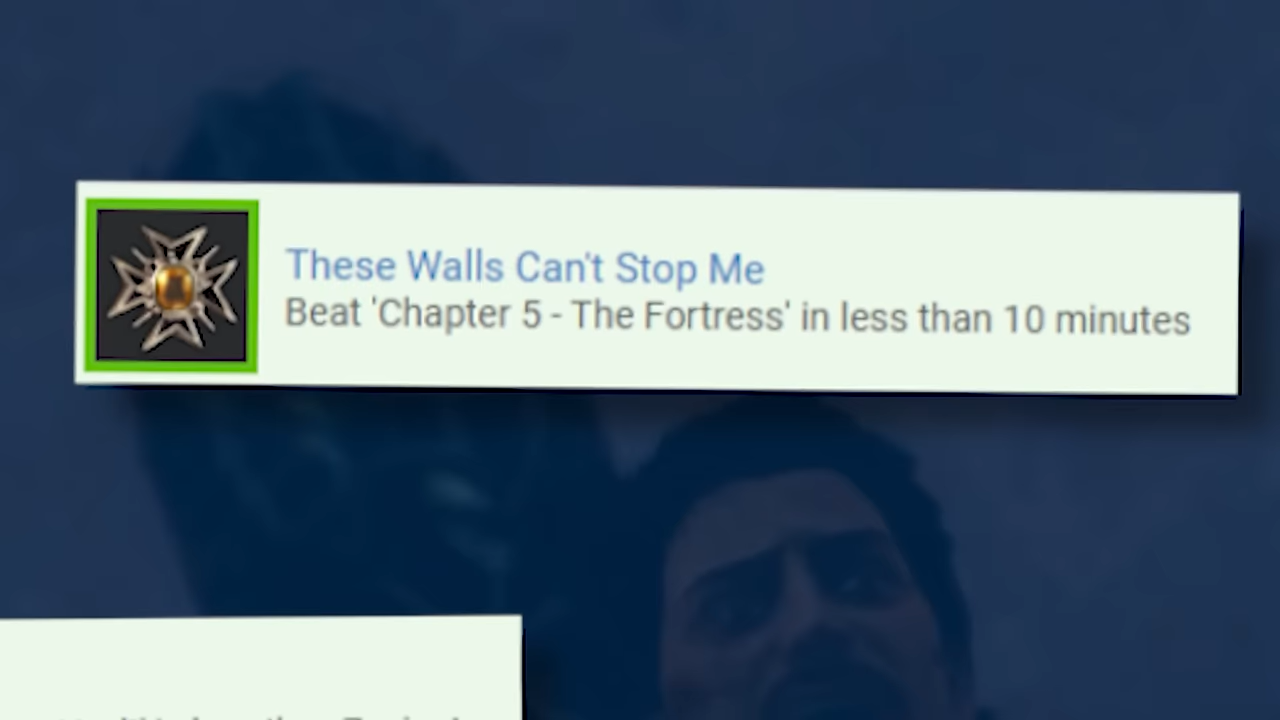 These Walls Can't Stop Me
Beat 'Chapter 5 - The Fortress' in less than 10 minutes